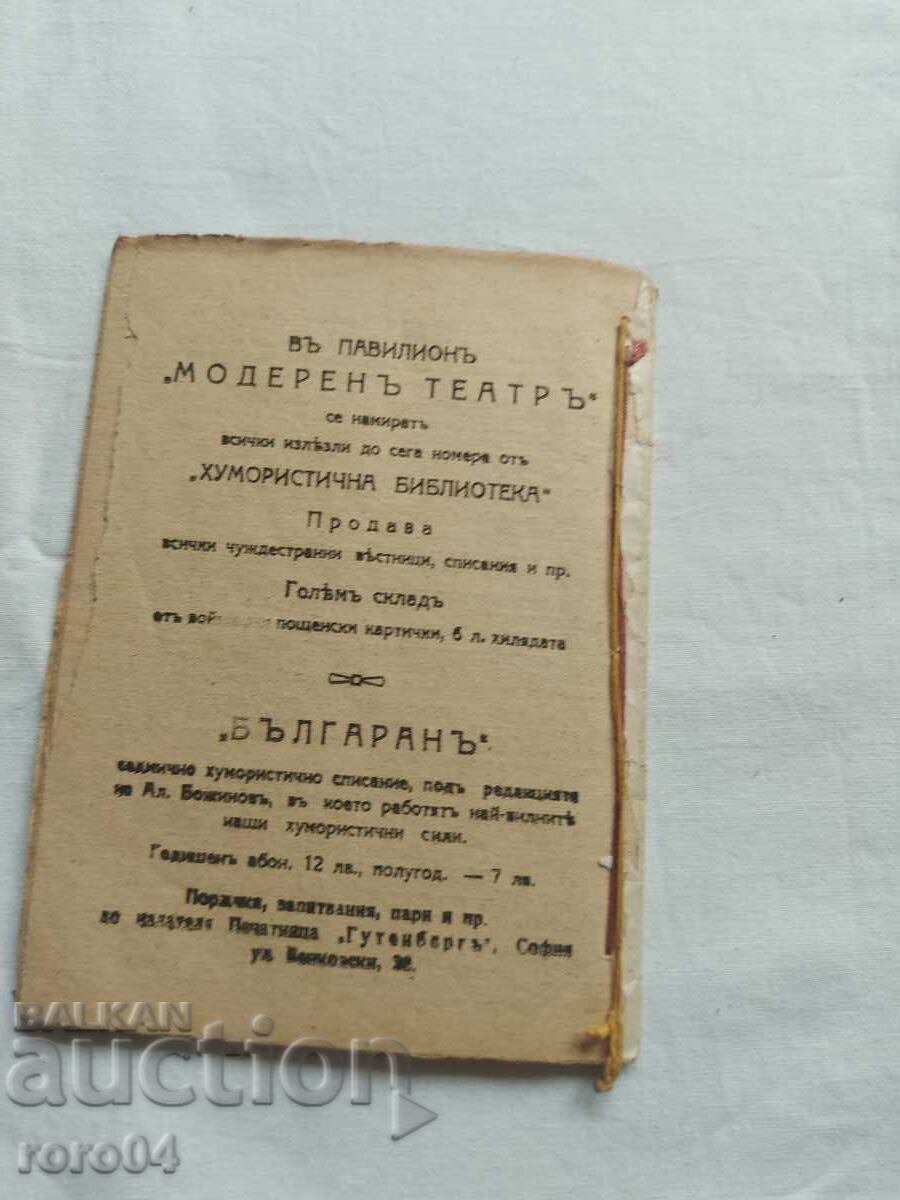 ВЪ ПАВИЛИОНЪ
„МОДЕРЕНЪ ТЕАТРЪ“
се намиратъ
всички излѣзли до сега номера отъ
„ХУМОРИСТИЧНА БИБЛИОТЕКА“
Продава
всички чуждестранни вѣстници, списания и пр.
Голѣмъ складъ
отъ пощенски картички, 6 л. хилядата
„БЪЛГАРАНЪ“
седмично хумористично списание, подъ редакцията
на Ал. Божиновъ, въ което работятъ най-силнитѣ
наши хумористични сили.
Годишенъ абон. 12 лв., полугод. — 7 лв.
Поръчки, запитвания, пари и пр.
до издателя Печатница „Гутенбергъ“, София
ул.
BALKAN
auction
roro04